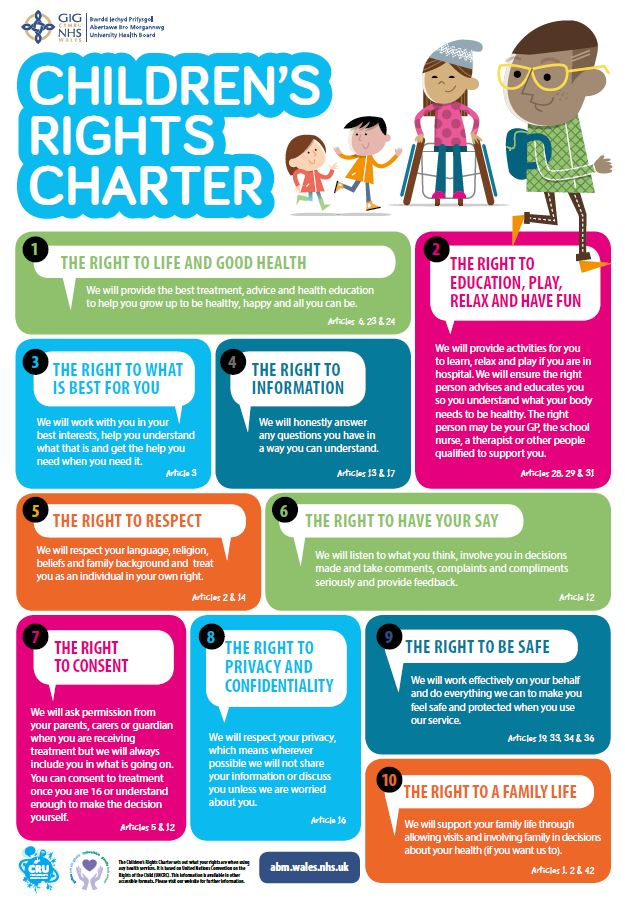 GIG
CYMRU
NHS
WALES
Bwrdd Iechyd Prifysgol
Abertawe Bro Morgannwg
University Health Board
CHILDREN'S
RIGHTS
CHARTER
1
THE RIGHT TO LIFE AND GOOD HEALTH
We will provide the best treatment, advice and health education
to help you grow up to be healthy, happy and all you can be.
Articles 6, 23 & 24
2
THE RIGHT TO
EDUCATION, PLAY,
RELAX AND HAVE FUN
We will provide activities for you
to learn, relax and play if you are in
hospital. We will ensure the right
person advises and educates you
so you understand what your body
needs to be healthy. The right
person may be your GP, the school
nurse, a therapist or other people
qualified to support you.
Articles 28, 29 & 31
3
THE RIGHT TO WHAT
IS BEST FOR YOU
We will work with you in your
best interests, help you understand
what that is and get the help you
need when you need it.
Article 3
4
THE RIGHT TO
INFORMATION
We will honestly answer
any questions you have in
a way you can understand.
Articles 13 & 17
5
THE RIGHT TO RESPECT
We will respect your language, religion,
beliefs and family background and treat
you as an individual in your own right.
Articles 2 & 14
6
THE RIGHT TO HAVE YOUR SAY
We will listen to what you think, involve you in decisions
made and take comments, complaints and compliments
seriously and provide feedback.
Article 12
7
THE RIGHT
TO CONSENT
We will ask permission from
your parents, carers or guardian
when you are receiving
treatment but we will always
include you in what is going on.
You can consent to treatment
once you are 16 or understand
enough to make the decision
yourself.
Articles 5 & 12
8
THE RIGHT TO
PRIVACY AND
CONFIDENTIALITY
We will respect your privacy,
which means wherever
possible we will not share
your information or discuss
you unless we are worried
about you.
Article 16
9
THE RIGHT TO BE SAFE
We will work effectively on your behalf
and do everything we can to make you
feel safe and protected when you use
our service.
Articles 19, 33, 34 & 36
10
THE RIGHT TO A FAMILY LIFE
We will support your family life through
allowing visits and involving family in decisions
about your health (if you want us to).
Articles 1, 2 & 42
CRU
The Children's Rights Charter sets out what your rights are when using
any health services. It is based on United Nations Convention on the
Rights of the Child (UNCRC). This information is available in other
accessible formats. Please visit our website for further information.
abm.wales.nhs.uk